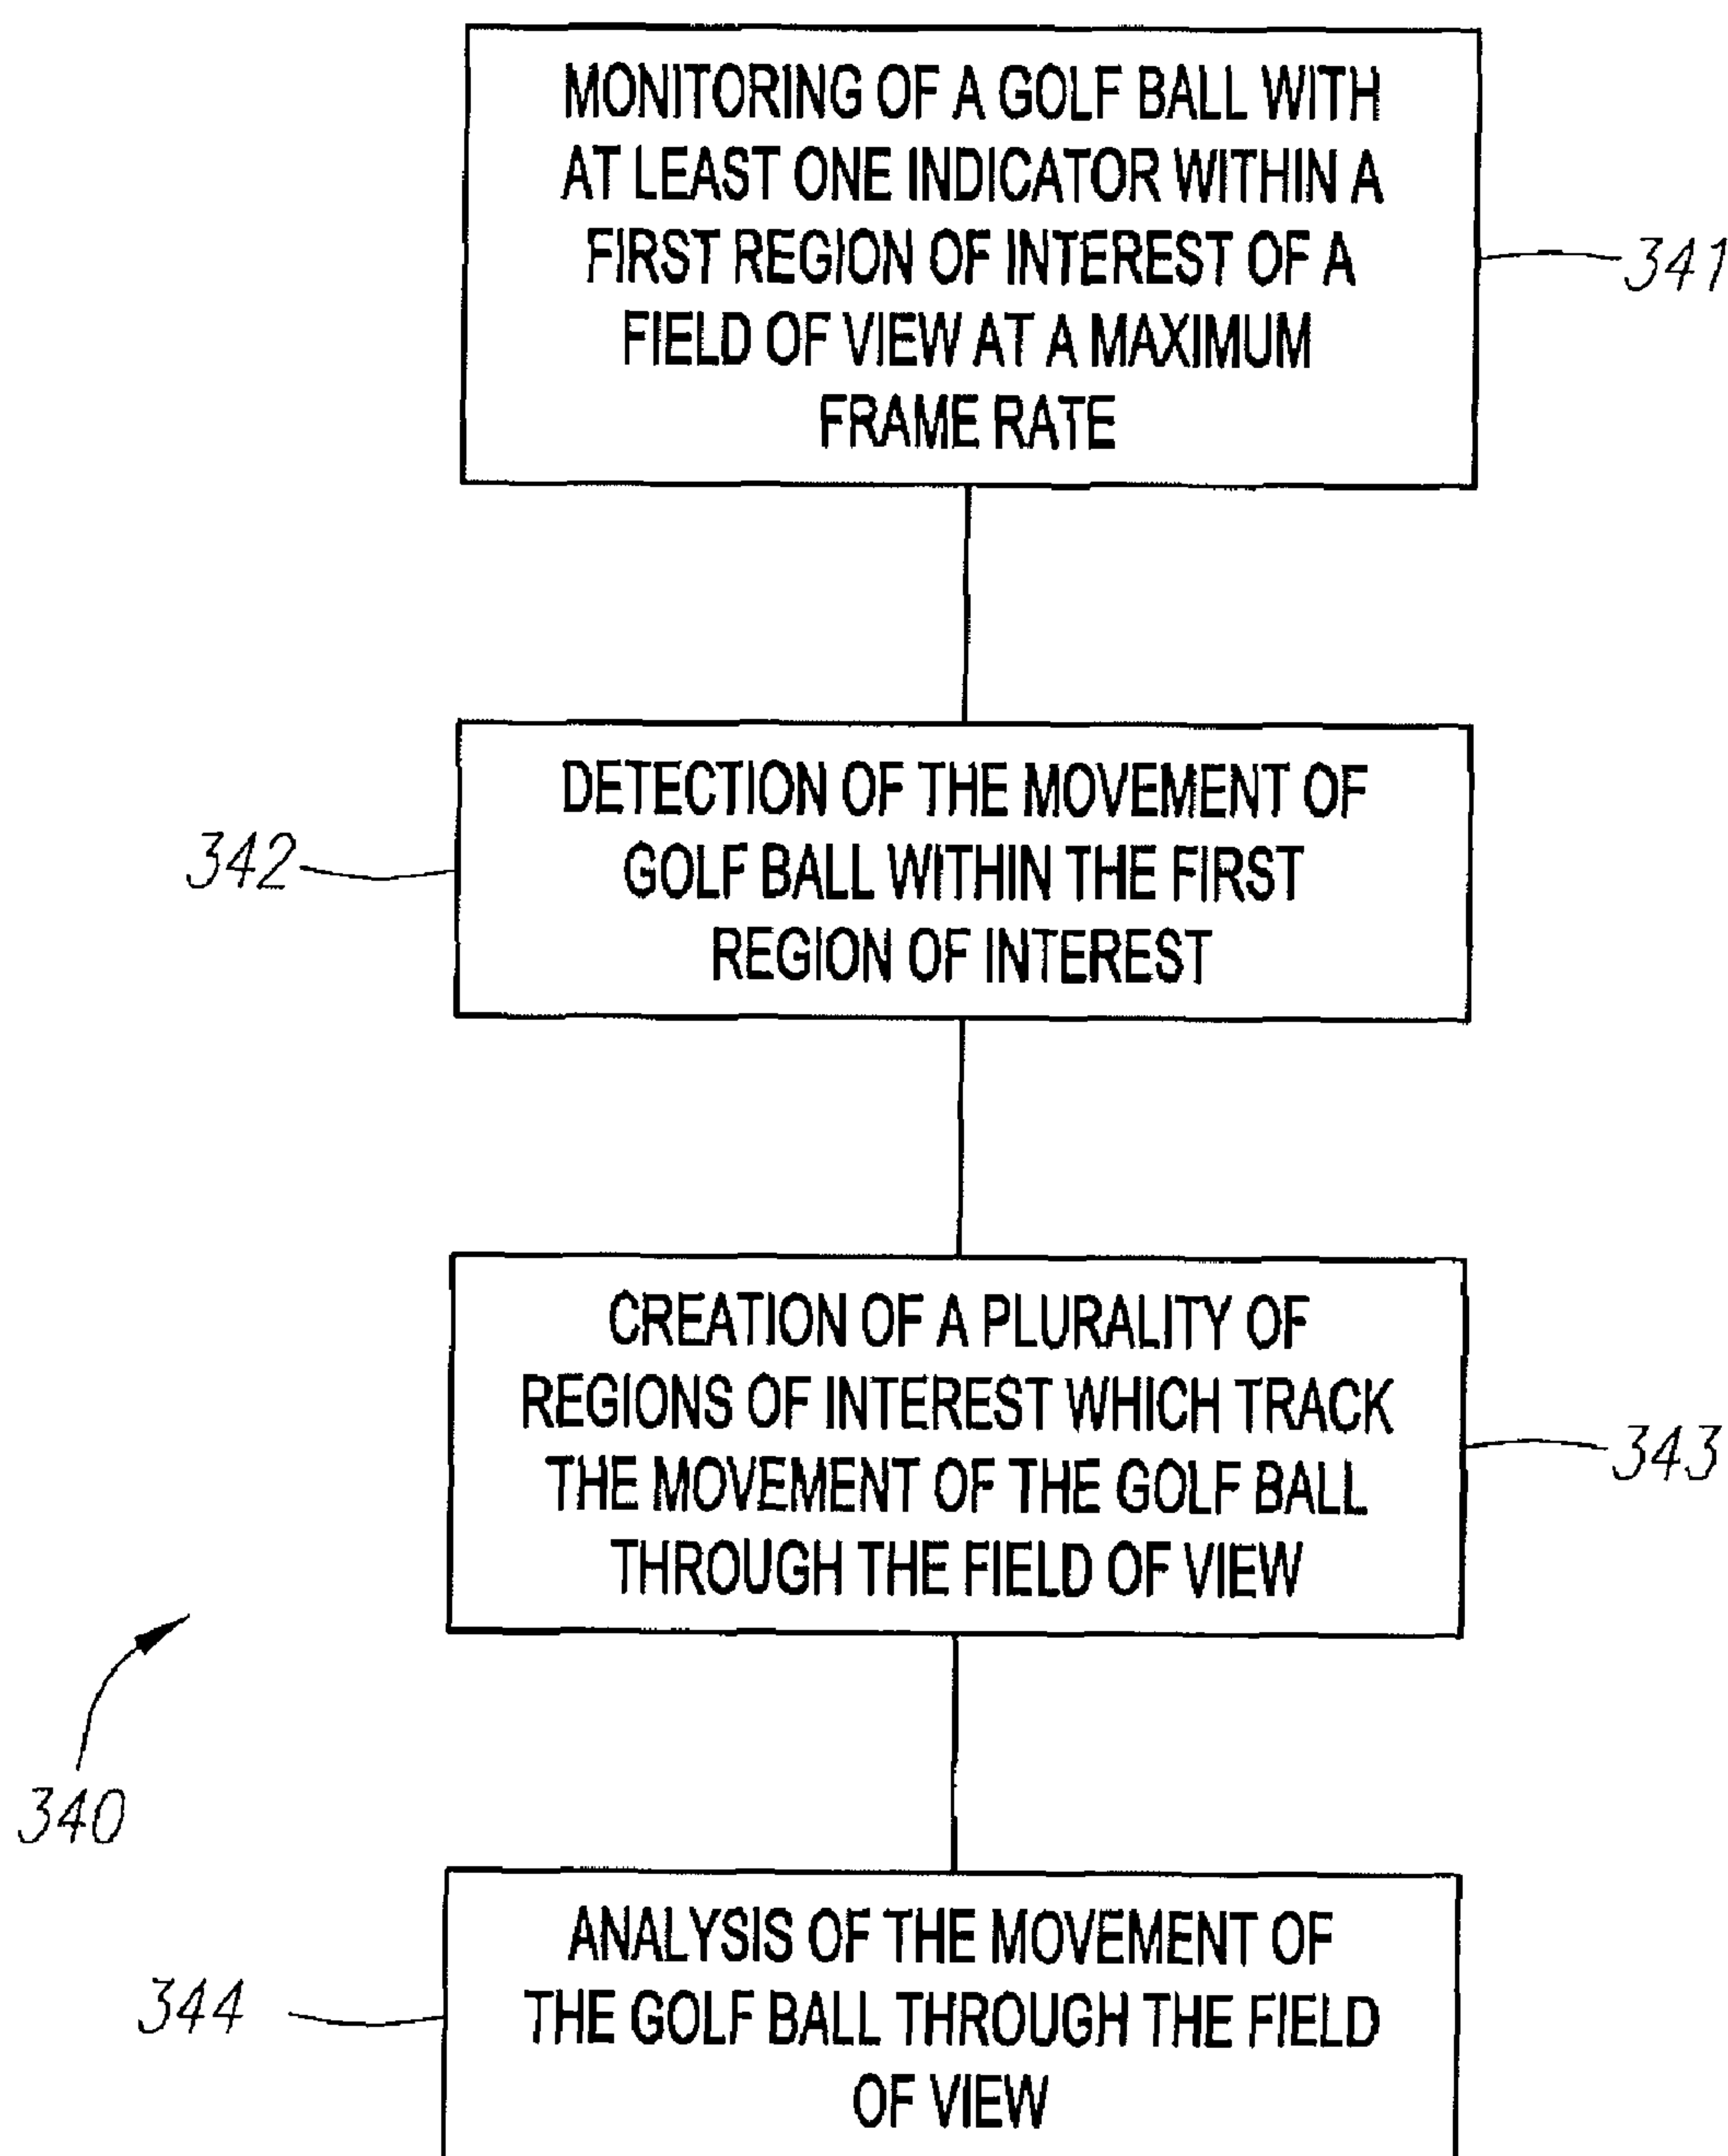 MONITORING OF A GOLF BALL WITH
AT LEAST ONE INDICATOR WITHIN A
FIRST REGION OF INTEREST OF A
FIELD OF VIEW AT A MAXIMUM
FRAME RATE
341
DETECTION OF THE MOVEMENT OF
GOLF BALL WITHIN THE FIRST
REGION OF INTEREST
342
CREATION OF A PLURALITY OF
REGIONS OF INTEREST WHICH TRACK
THE MOVEMENT OF THE GOLF BALL
THROUGH THE FIELD OF VIEW
343
340
ANALYSIS OF THE MOVEMENT OF
THE GOLF BALL THROUGH THE FIELD
OF VIEW
344